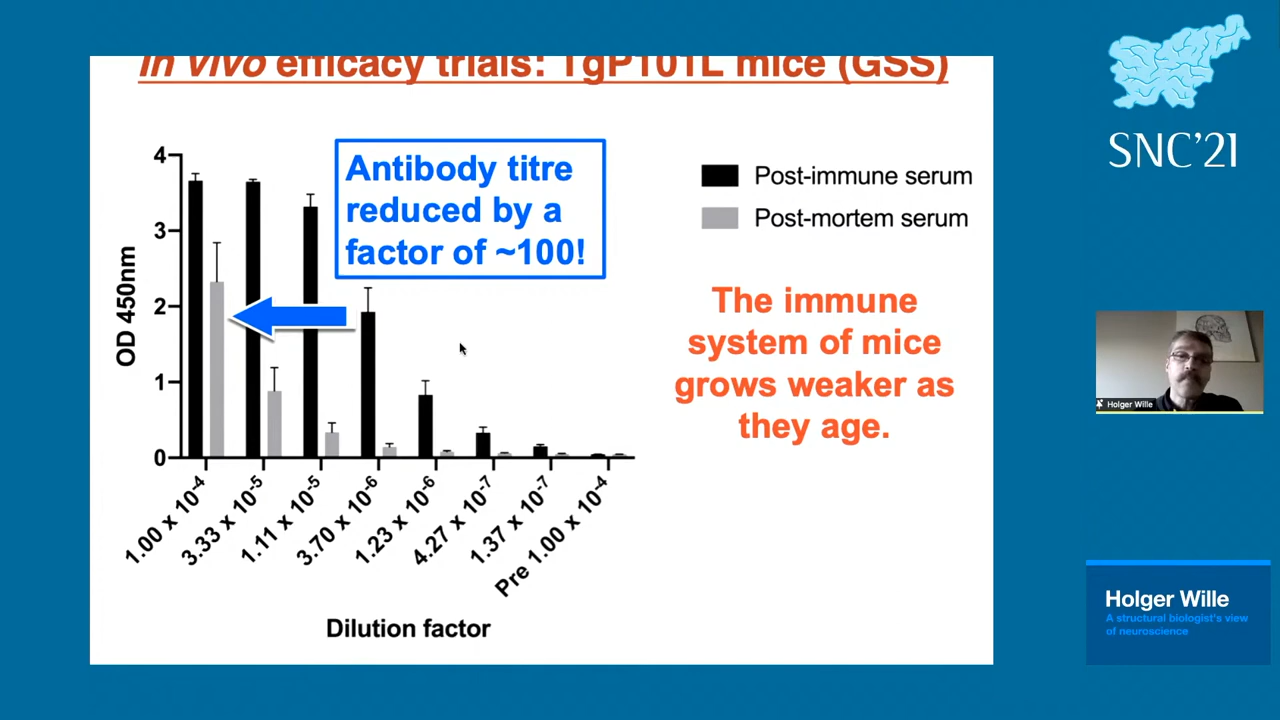 In vivo efficacy trials: TgP101L mice (GSS)
SNC'21
4
3
2
1
0
OD 450nm
Antibody titre
reduced by a
factor of ~100!
Post-immune serum
Post-mortem serum
The immune
system of mice
grows weaker as
they age.
1.00 x 10⁻⁴
3.33 x 10⁻⁵
1.11 x 10⁻⁵
3.70 x 10⁻⁶
1.23 x 10⁻⁶
4.27 x 10⁻⁷
1.37 x 10⁻⁷
Pre 1.00 x 10⁻⁴
Dilution factor
Holger Wille
Holger Wille
A structural biologist's view
of neuroscience